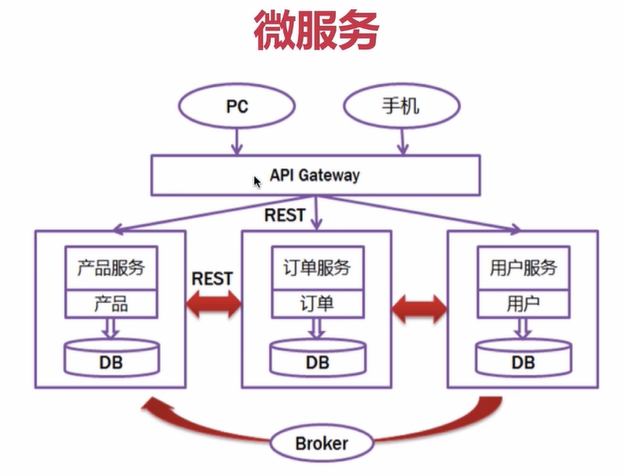 微服务
PC
手机
API Gateway
REST
产品服务
产品
DB
REST
订单服务
订单
DB
用户服务
用户
DB
Broker